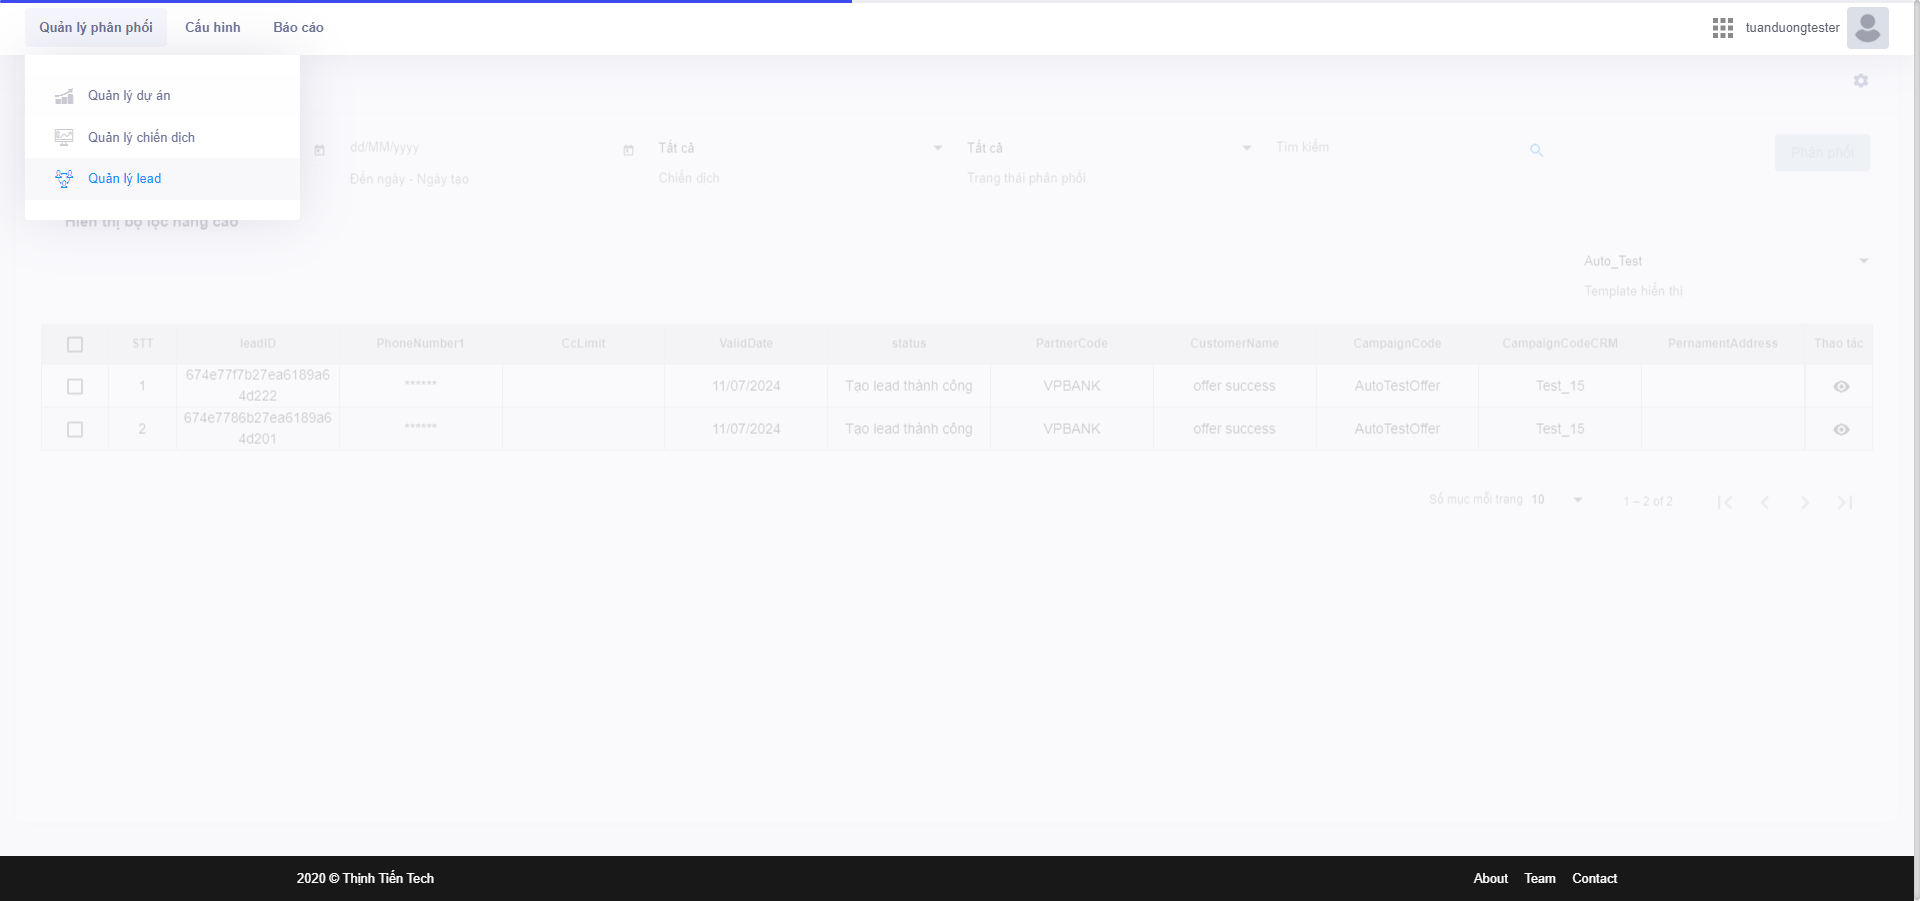 Quản lý phân phối
Cấu hình
Báo cáo
tuanduongtester
Quản lý dự án
Quản lý chiến dịch
Quản lý lead
dd/MM/yyyy
Tất cả
Tất cả
Tìm kiếm
Phân phối
Đến ngày - Ngày tạo
Chiến dịch
Trạng thái phân phối
Hiển thị bộ lọc nâng cao
Auto_Test
Template hiển thị
STT leadID PhoneNumber1 CcLimit ValidDate status PartnerCode CustomerName CampaignCode CampaignCodeCRM PernamentAddress Thao tác
1 674e77f7b27ea6189a64d222 ****** 11/07/2024 Tạo lead thành công VPBANK offer success AutoTestOffer Test_15
2 674e7786b27ea6189a64d201 ****** 11/07/2024 Tạo lead thành công VPBANK offer success AutoTestOffer Test_15
Số mục mỗi trang 10 1 – 2 of 2
2020 © Thịnh Tiến Tech
About Team Contact